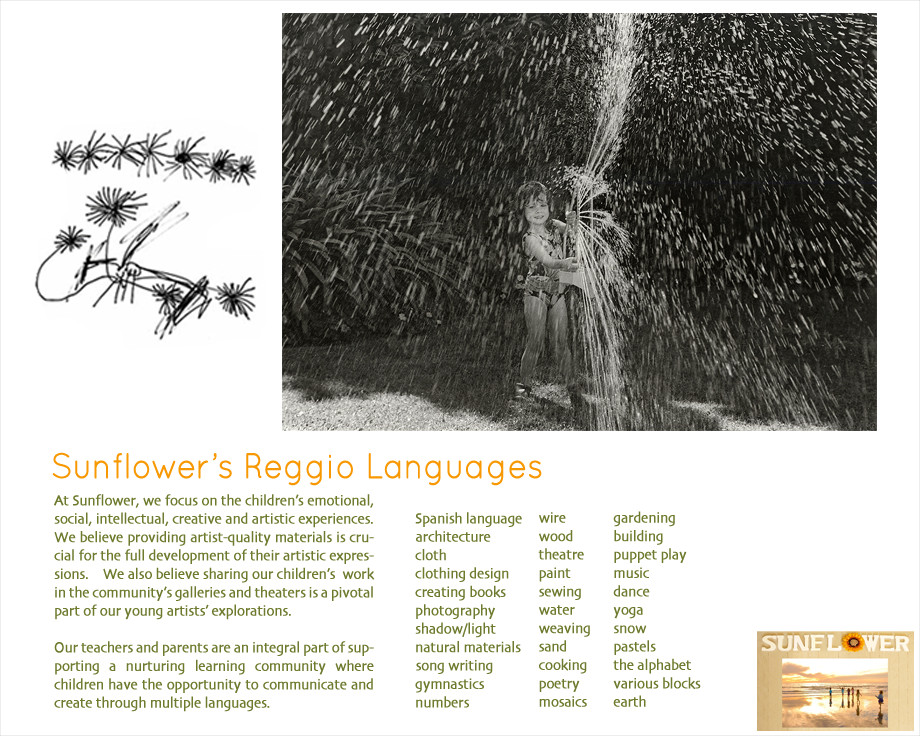 Sunflower's Reggio Languages
At Sunflower, we focus on the children's emotional,
social, intellectual, creative and artistic experiences.
We believe providing artist-quality materials is cru-
cial for the full development of their artistic expres-
sions. We also believe sharing our children's work
in the community's galleries and theaters is a pivotal
part of our young artists' explorations.
Our teachers and parents are an integral part of sup-
porting a nurturing learning community where
children have the opportunity to communicate and
create through multiple languages.
Spanish language
architecture
cloth
clothing design
creating books
photography
shadow/light
natural materials
song writing
gymnastics
numbers
wire
wood
theatre
paint
sewing
water
weaving
sand
cooking
poetry
mosaics
gardening
building
puppet play
music
dance
yoga
snow
pastels
the alphabet
various blocks
earth
SUNFLOWER